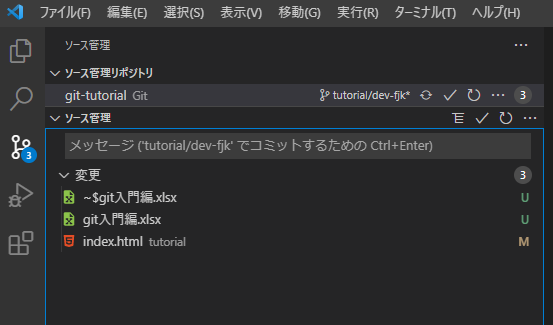 ファイル(F) 編集(E) 選択(S) 表示(V) 移動(G) 実行(R) ターミナル(T) ヘルプ(H)
ソース管理 ...
ソース管理リポジトリ
git-tutorial Git tutorial/dev-fjk* ... 3
ソース管理 ...
メッセージ ('tutorial/dev-fjk' でコミットするための Ctrl+Enter)
3
変更 3
~$git入門編.xlsx U
git入門編.xlsx U
index.html tutorial M